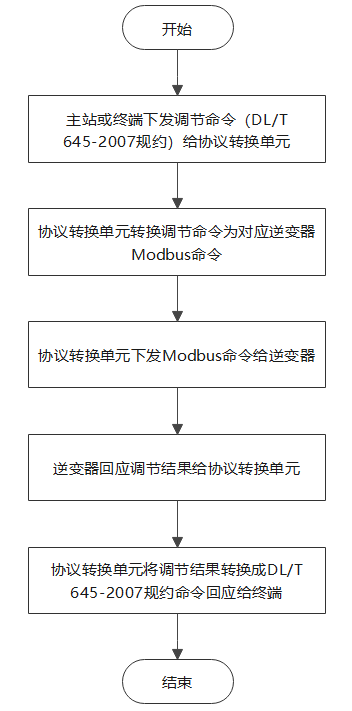 开始
主站或终端下发调节命令（DL/T
645-2007规约）给协议转换单元
协议转换单元转换调节命令为对应逆变器
Modbus命令
协议转换单元下发Modbus命令给逆变器
逆变器回应调节结果给协议转换单元
协议转换单元将调节结果转换成DL/T
645-2007规约命令回应给终端
结束